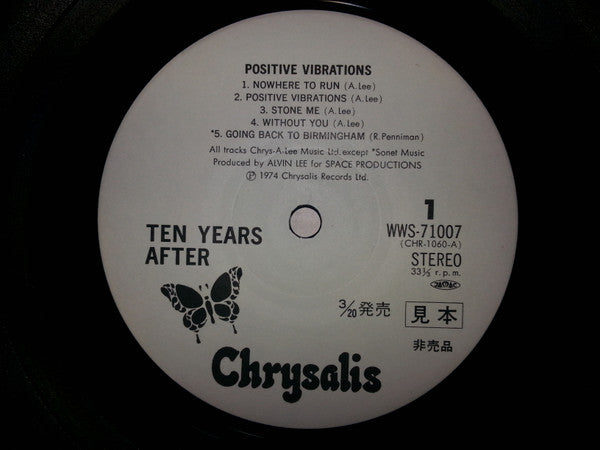 POSITIVE VIBRATIONS
1. NOWHERE TO RUN (A. Lee)
2. POSITIVE VIBRATIONS (A. Lee)
3. STONE ME (A. Lee)
4. WITHOUT YOU (A. Lee)
*5. GOING BACK TO BIRMINGHAM (R. Penniman)
All tracks Chrys-A-Lee Music Ltd. except *Sonet Music
Produced by ALVIN LEE for SPACE PRODUCTIONS
Ⓟ 1974 Chrysalis Records Ltd.
1
TEN YEARS
AFTER
WWS-71007
(CHR-1060-A)
STEREO
33⅓ r.p.m.
3/20 発売
見本
非売品
Chrysalis